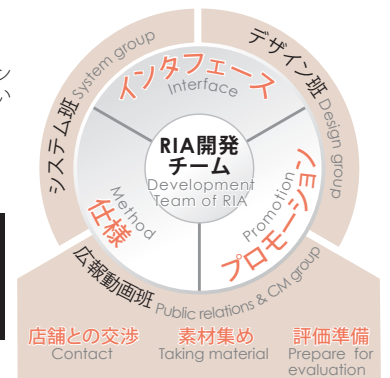 ン
い
システム班 System group
デザイン班 Design group
インタフェース
Interface
RIA開発
チーム
Development
Team of RIA
仕様
Method
プロモーション
Promotion
広報動画班 Public relations & CM group
店舗との交渉
Contact
素材集め
Taking material
評価準備
Prepare for
evaluation